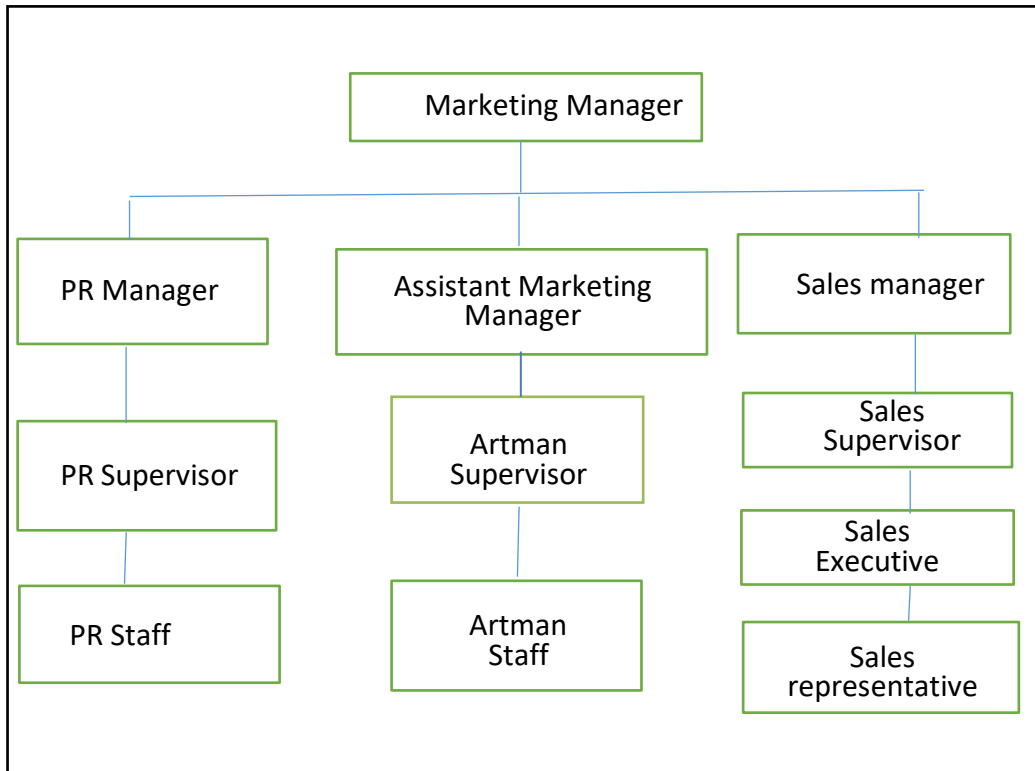 Marketing Manager
PR Manager
Assistant Marketing
Manager
Sales manager
PR Supervisor
Artman
Supervisor
Sales
Supervisor
Sales
Executive
PR Staff
Artman
Staff
Sales
representative